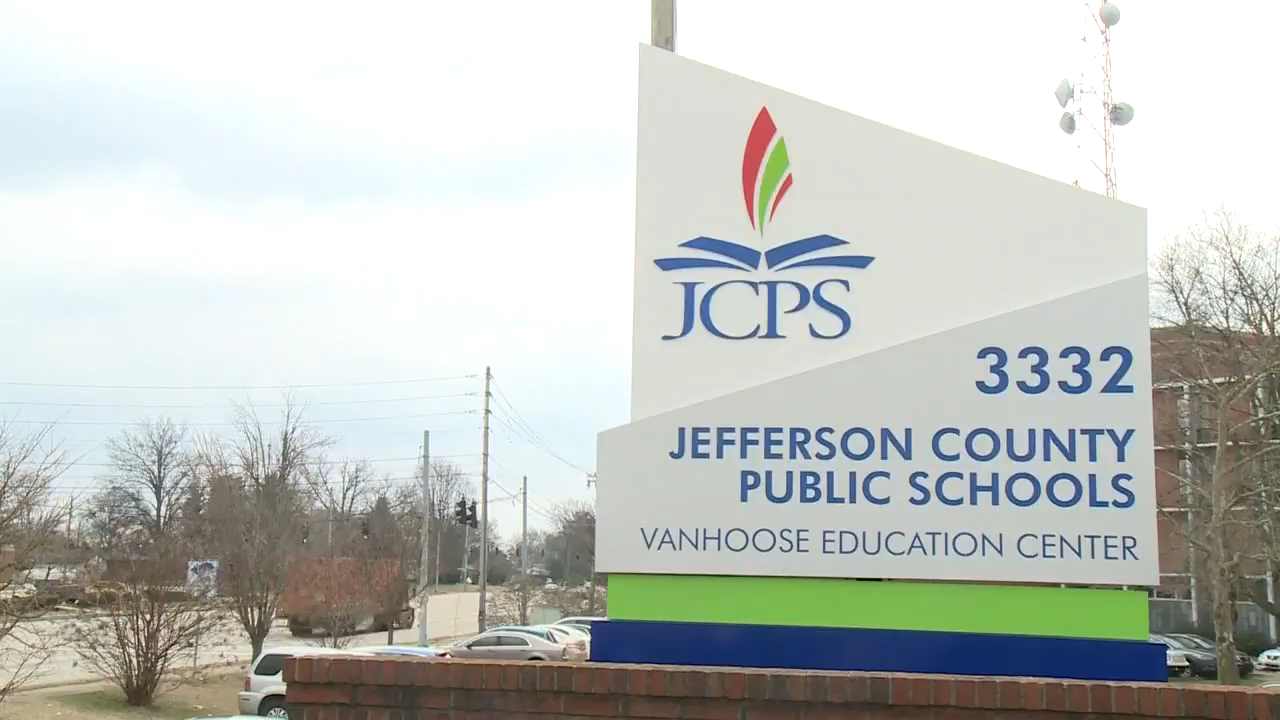 JCPS
3332
JEFFERSON COUNTY
PUBLIC SCHOOLS
VANHOOSE EDUCATION CENTER